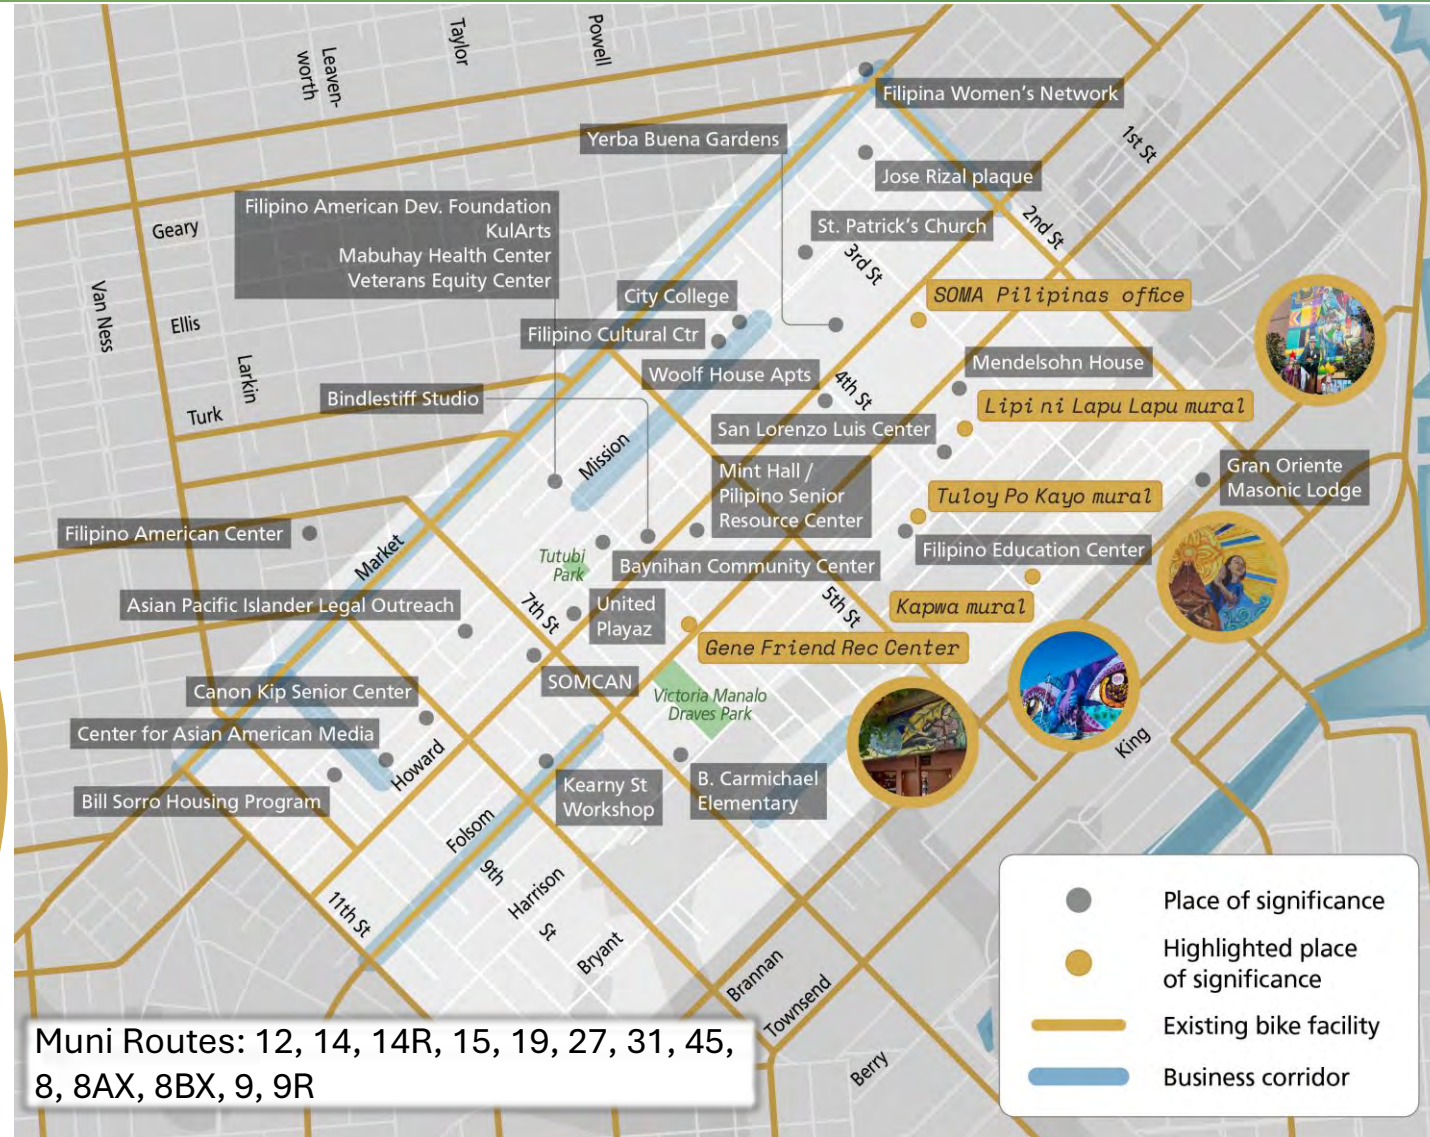 Leaven-
worth
Taylor
Powell
Filipina Women's Network
Yerba Buena Gardens
1st St
Jose Rizal plaque
Filipino American Dev. Foundation
KulArts
Mabuhay Health Center
Veterans Equity Center
Geary
St. Patrick's Church
2nd St
3rd St
Van Ness
City College
SOMA Pilipinas office
Ellis
Filipino Cultural Ctr
Larkin
Woolf House Apts
Mendelsohn House
Bindlestiff Studio
4th St
Lipi ni Lapu Lapu mural
Turk
San Lorenzo Luis Center
Mission
Mint Hall /
Pilipino Senior
Resource Center
Gran Oriente
Masonic Lodge
Tuloy Po Kayo mural
Filipino American Center
Market
Tutubi
Park
Baynihan Community Center
Filipino Education Center
Asian Pacific Islander Legal Outreach
7th St
United
Playaz
5th St
Kapwa mural
Gene Friend Rec Center
SOMCAN
Canon Kip Senior Center
Victoria Manalo
Draves Park
Center for Asian American Media
Howard
King
Bill Sorro Housing Program
Kearny St
Workshop
B. Carmichael
Elementary
Folsom
9th
St
Harrison
11th St
Bryant
Brannan
Townsend
Berry
Place of significance
Highlighted place
of significance
Existing bike facility
Business corridor
Muni Routes: 12, 14, 14R, 15, 19, 27, 31, 45,
8, 8AX, 8BX, 9, 9R